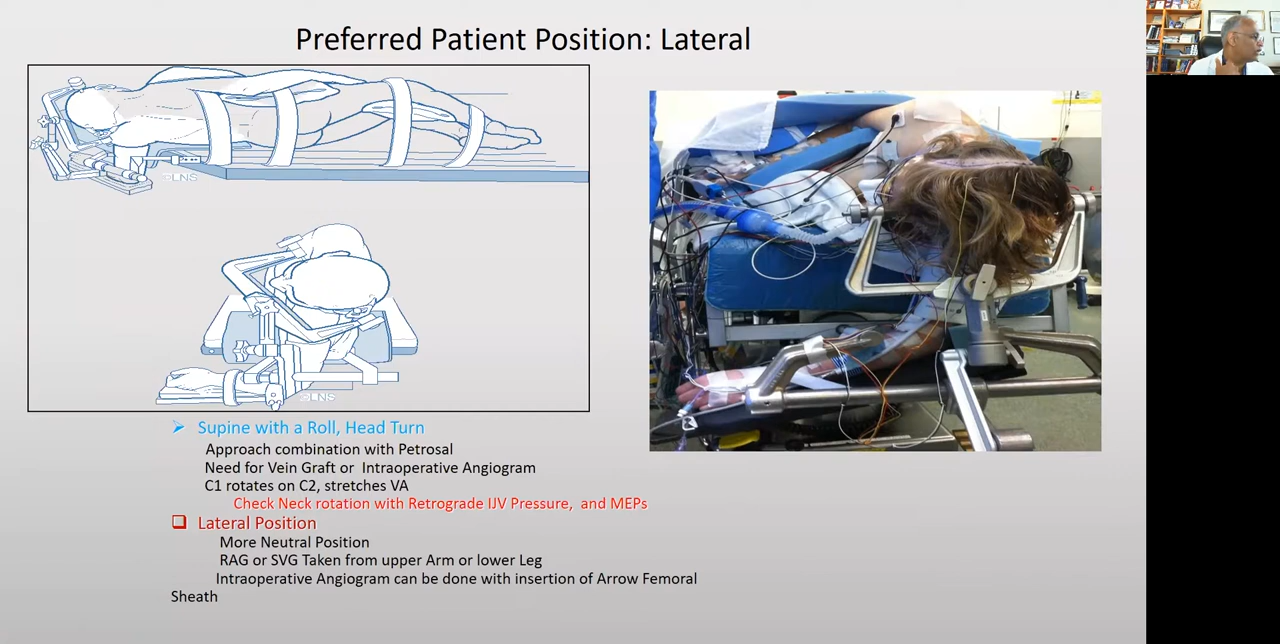 Preferred Patient Position: Lateral
©LNS
©LNS
Supine with a Roll, Head Turn
Approach combination with Petrosal
Need for Vein Graft or Intraoperative Angiogram
C1 rotates on C2, stretches VA
Check Neck rotation with Retrograde IJV Pressure, and MEPs
Lateral Position
More Neutral Position
RAG or SVG Taken from upper Arm or lower Leg
Intraoperative Angiogram can be done with insertion of Arrow Femoral
Sheath